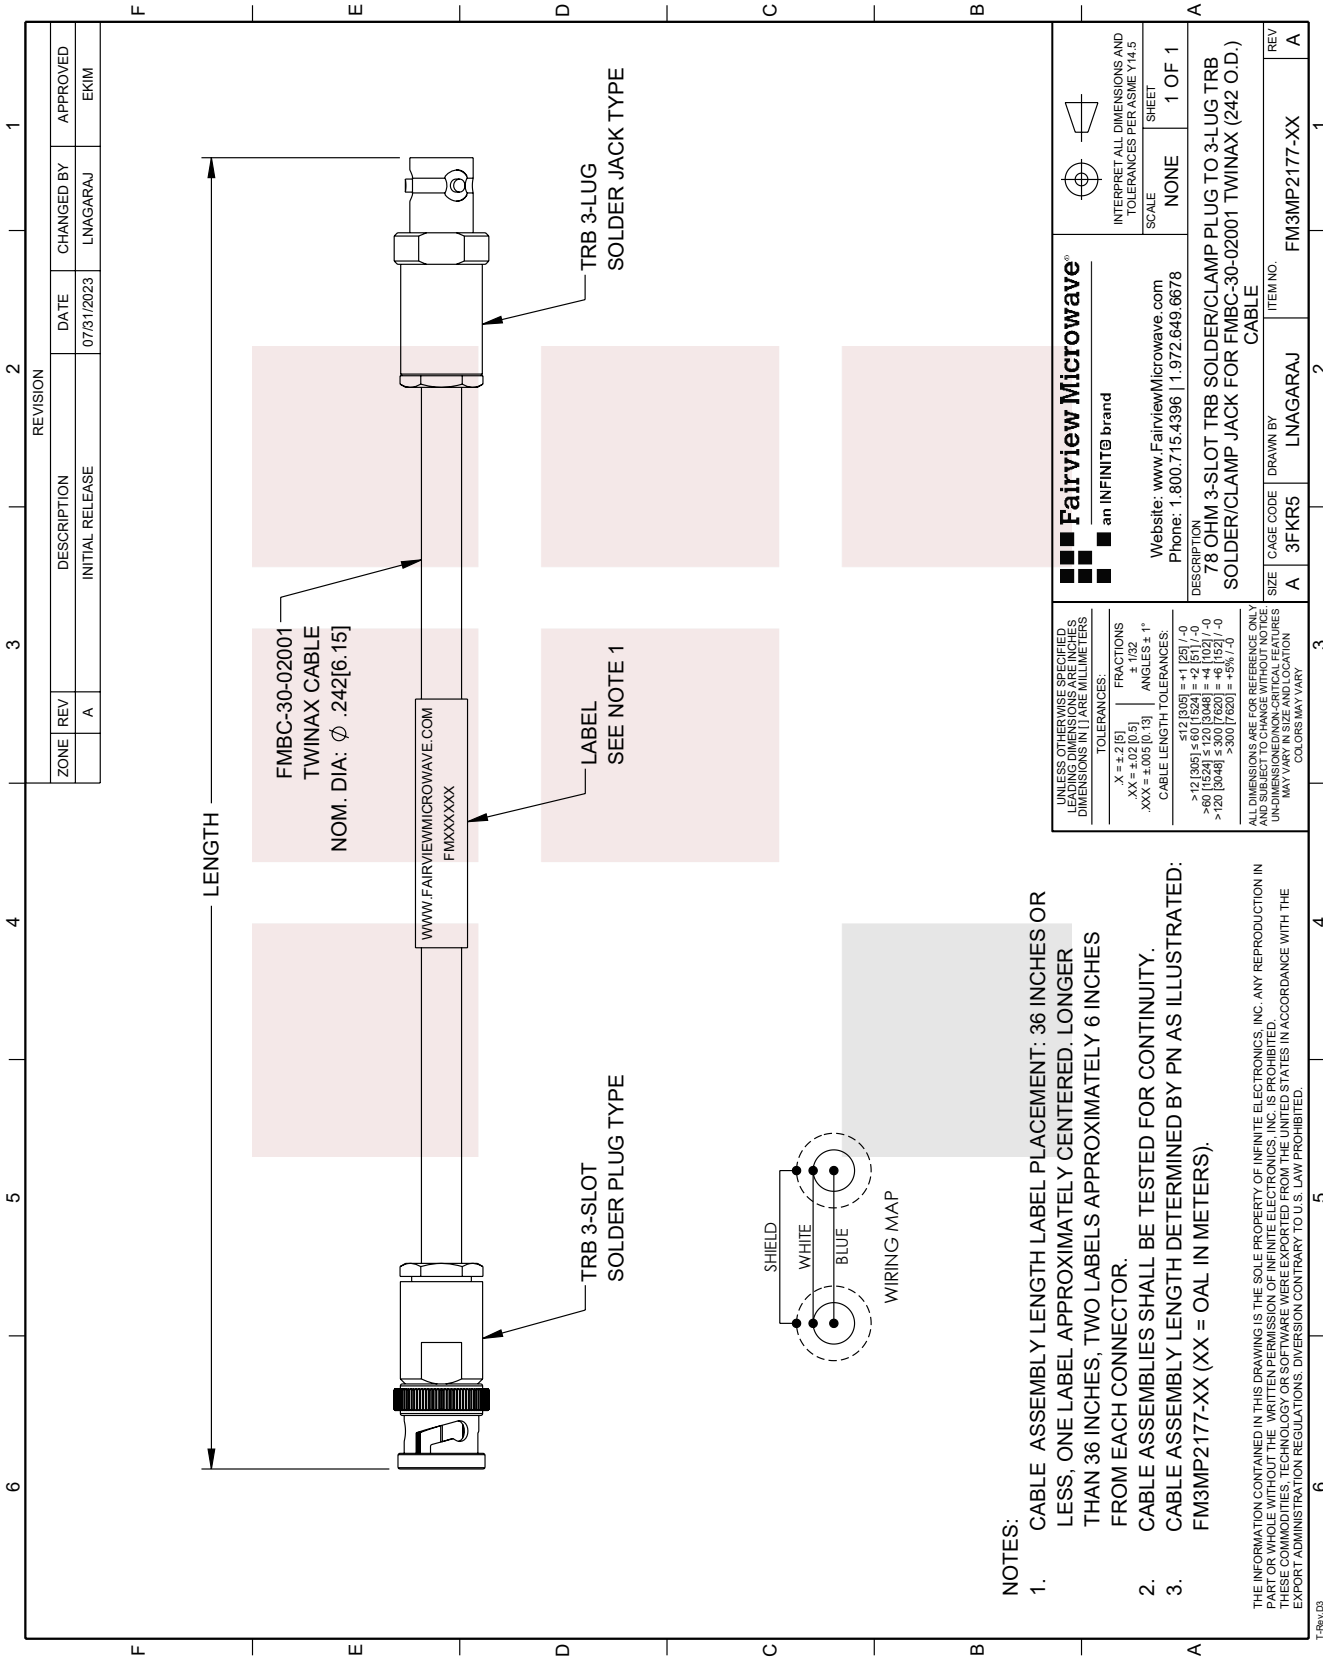 REVISION
ZONE REV DESCRIPTION DATE CHANGED BY APPROVED
A INITIAL RELEASE 07/31/2023 LNAGARAJ EKIM
6 5 4 3 2 1
F
E
D
C
B
A
LENGTH
FMBC-30-02001
TWINAX CABLE
NOM. DIA: Ø .242[6.15]
WWW.FAIRVIEWMICROWAVE.COM
FMXXXXXX
TRB 3-SLOT
SOLDER PLUG TYPE
LABEL
SEE NOTE 1
TRB 3-LUG
SOLDER JACK TYPE
SHIELD
WHITE
BLUE
WIRING MAP
NOTES:
1. CABLE ASSEMBLY LENGTH LABEL PLACEMENT: 36 INCHES OR
LESS, ONE LABEL APPROXIMATELY CENTERED. LONGER
THAN 36 INCHES, TWO LABELS APPROXIMATELY 6 INCHES
FROM EACH CONNECTOR.
2. CABLE ASSEMBLIES SHALL BE TESTED FOR CONTINUITY.
3. CABLE ASSEMBLY LENGTH DETERMINED BY PN AS ILLUSTRATED:
FM3MP2177-XX (XX = OAL IN METERS).
THE INFORMATION CONTAINED IN THIS DRAWING IS THE SOLE PROPERTY OF INFINITE ELECTRONICS, INC. ANY REPRODUCTION IN
PART OR WHOLE WITHOUT THE WRITTEN PERMISSION OF INFINITE ELECTRONICS, INC. IS PROHIBITED.
THESE COMMODITIES, TECHNOLOGY OR SOFTWARE WERE EXPORTED FROM THE UNITED STATES IN ACCORDANCE WITH THE
EXPORT ADMINISTRATION REGULATIONS. DIVERSION CONTRARY TO U.S. LAW PROHIBITED.
UNLESS OTHERWISE SPECIFIED
LEADING DIMENSIONS ARE INCHES
DIMENSIONS IN [ ] ARE MILLIMETERS
TOLERANCES:
.X = ±.2 [5] FRACTIONS
.XX = ±.02 [0.5] ± 1/32
.XXX = ±.005 [0.13] ANGLES ± 1°
CABLE LENGTH TOLERANCES:
≤12 [305] = +1 [25] / -0
>12 [305] ≤ 60 [1524] = +2 [51] / -0
>60 [1524] ≤ 120 [3048] = +4 [102] / -0
>120 [3048] ≤ 300 [7620] = +6 [152] / -0
>300 [7620] = +5% / -0
ALL DIMENSIONS ARE FOR REFERENCE ONLY
AND SUBJECT TO CHANGE WITHOUT NOTICE.
UN-DIMENSIONED/NON-CRITICAL FEATURES
MAY VARY IN SIZE AND LOCATION
COLORS MAY VARY
Fairview Microwave®
an INFINIT@ brand
Website: www.FairviewMicrowave.com
Phone: 1.800.715.4396 | 1.972.649.6678
INTERPRET ALL DIMENSIONS AND
TOLERANCES PER ASME Y14.5
SCALE NONE
SHEET 1 OF 1
DESCRIPTION
78 OHM 3-SLOT TRB SOLDER/CLAMP PLUG TO 3-LUG TRB
SOLDER/CLAMP JACK FOR FMBC-30-02001 TWINAX (242 O.D.)
CABLE
SIZE A
CAGE CODE 3FKR5
DRAWN BY LNAGARAJ
ITEM NO. FM3MP2177-XX
REV A
6 5 4 3 2 1
F
E
D
C
B
A
T-Rev.D3